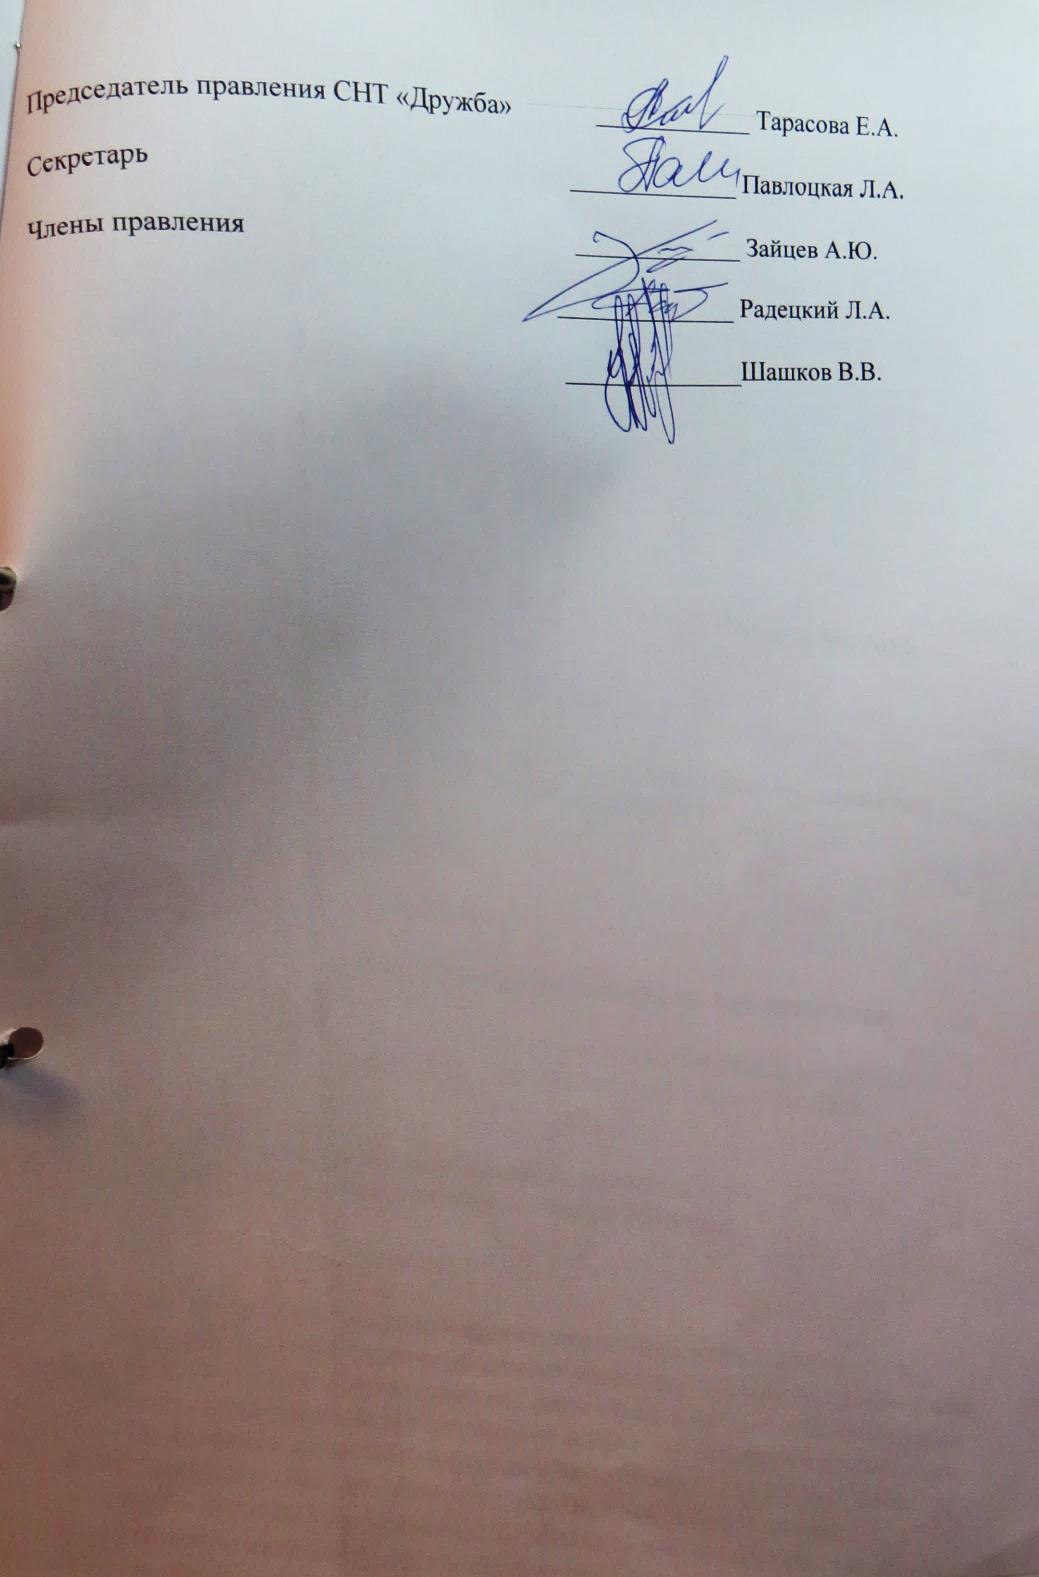 Председатель правления СНТ «Дружба» Тарасова Е.А.
Секретарь Павлоцкая Л.А.
Члены правления Зайцев А.Ю.
Радецкий Л.А.
Шашков В.В.